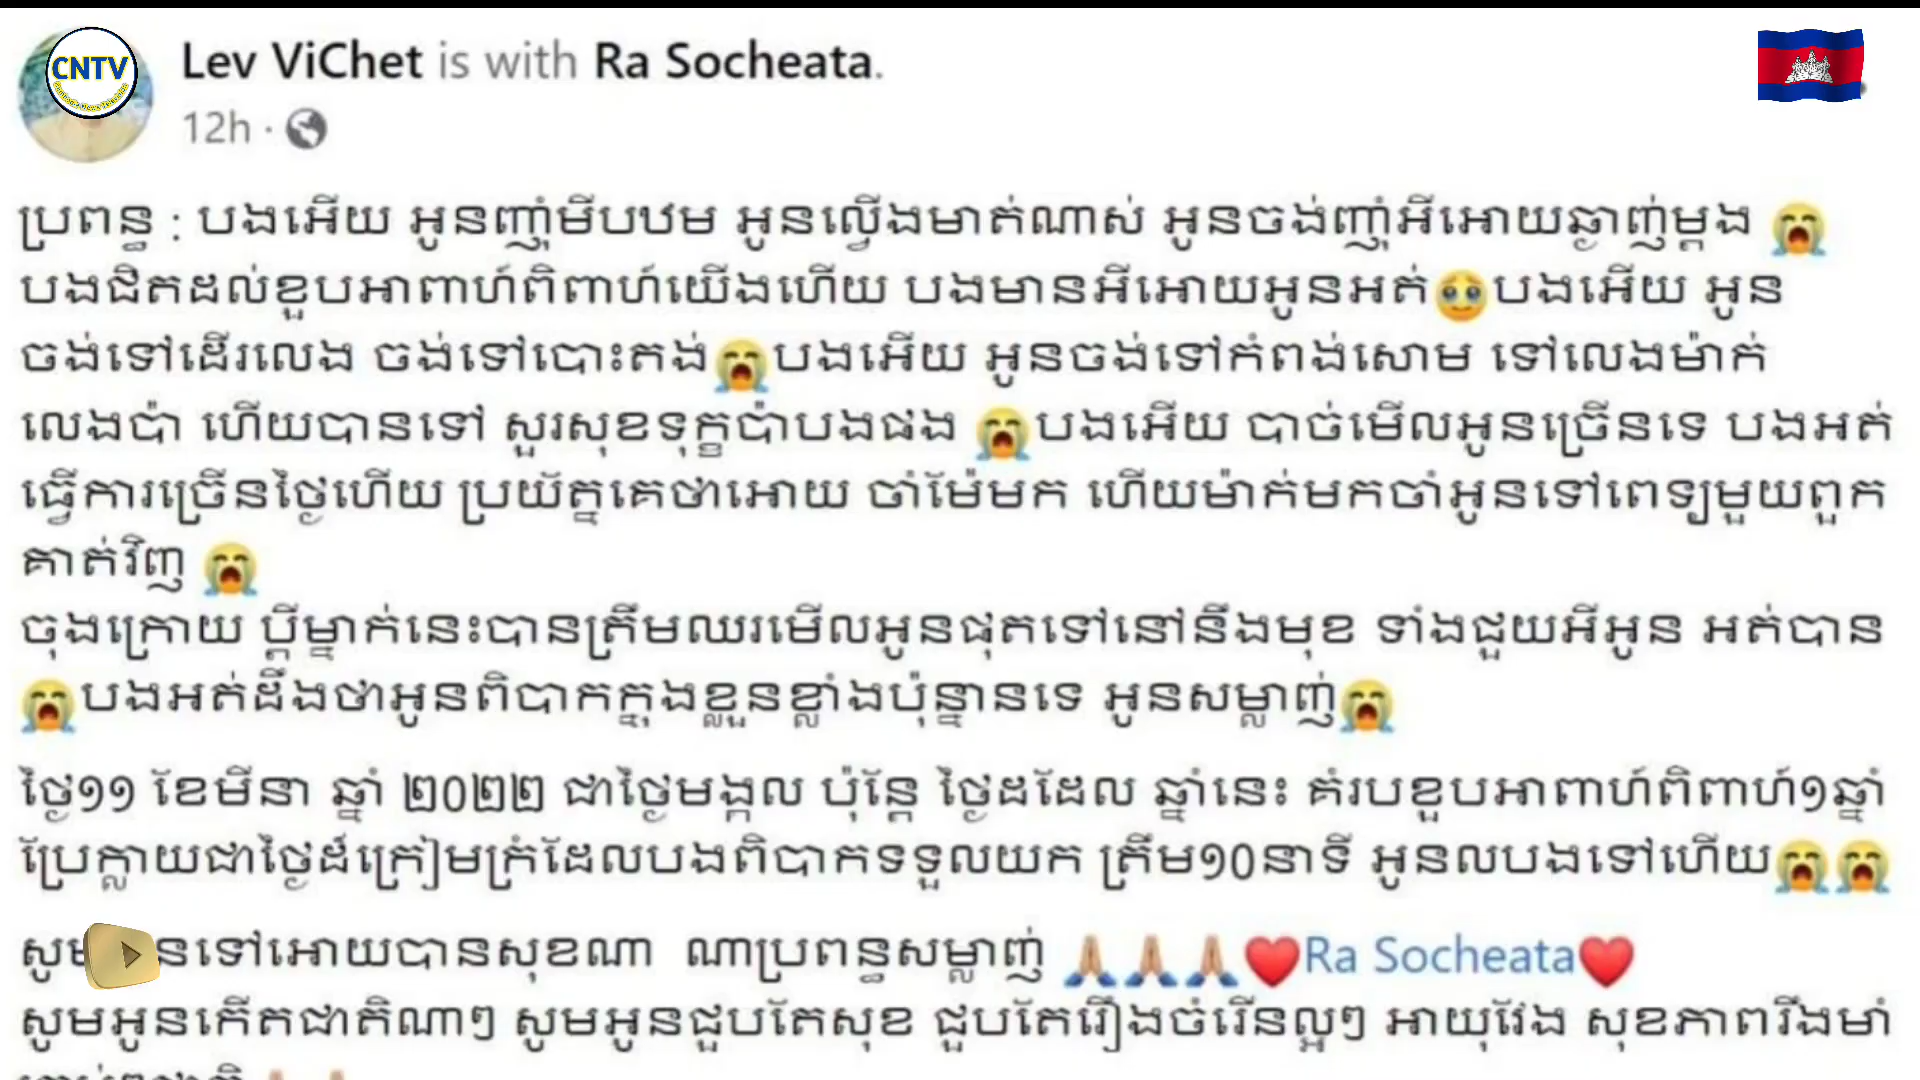 CNTV
Lev ViChet is with Ra Socheata.
12h ·
ប្រពន្ធ : បងអើយ អូនញ៉ាំមីបឋម អូនល្វើងមាត់ណាស់ អូនចង់ញ៉ាំអីអោយឆ្ងាញ់ម្ដង 😭
បងជិតដល់ខួបអាពាហ៍ពិពាហ៍យើងហើយ បងមានអីអោយអូនអត់🥹បងអើយ អូន
ចង់ទៅដើរលេង ចង់ទៅបោះតង់😭បងអើយ អូនចង់ទៅកំពង់សោម ទៅលេងម៉ាក់
លេងប៉ា ហើយបានទៅ សួរសុខទុក្ខប៉ាបងផង 😭បងអើយ បាច់មើលអូនច្រើនទេ បងអត់
ធ្វើការច្រើនថ្ងៃហើយ ប្រយ័ត្នគេថាអោយ ចាំម៉ែមក ហើយម៉ាក់មកចាំអូននៅពេទ្យមួយពួក
គាត់វិញ 😭
ចុងក្រោយ ប្ដីម្នាក់នេះបានត្រឹមឈរមើលអូនផុតទៅនៅនឹងមុខ ទាំងជួយអីអូន អត់បាន
😭បងអត់ដឹងថាអូនពិបាកក្នុងខ្លួនខ្លាំងប៉ុន្នានទេ អូនសម្លាញ់😭
ថ្ងៃ១១ ខែមីនា ឆ្នាំ ២០២២ ជាថ្ងៃមង្គល ប៉ុន្តែ ថ្ងៃដដែល ឆ្នាំនេះ គំរបខួបអាពាហ៍ពិពាហ៍១ឆ្នាំ
ប្រែក្លាយជាថ្ងៃដ៏ក្រៀមក្រំដែលបងពិបាកទទួលយក ត្រឹម១០នាទី អូនលបងទៅហើយ😭😭
សូម ទៅអោយបានសុខណា ណាប្រពន្ធសម្លាញ់ 🙏🙏🙏❤️Ra Socheata❤️
សូមអូនកើតជាតិណាៗ សូមអូនជួបតែសុខ ជួបតែរឿងចំរើនល្អៗ អាយុវែង សុខភាពរឹងមាំ